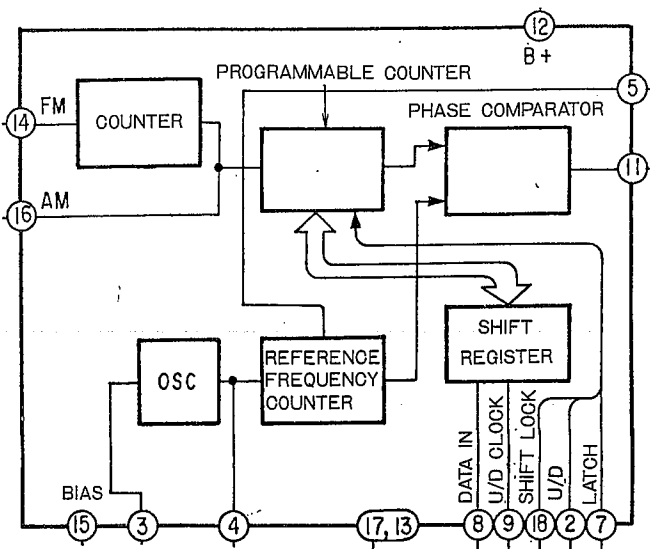 12
B+
PROGRAMMABLE COUNTER
5
FM
PHASE COMPARATOR
14
COUNTER
11
AM
16
SHIFT
REGISTER
OSC
REFERENCE
FREQUENCY
COUNTER
DATA IN
U/D CLOCK
SHIFT LOCK
U/D
LATCH
BIAS
15
3
4
17, 13
8
9
18
2
7